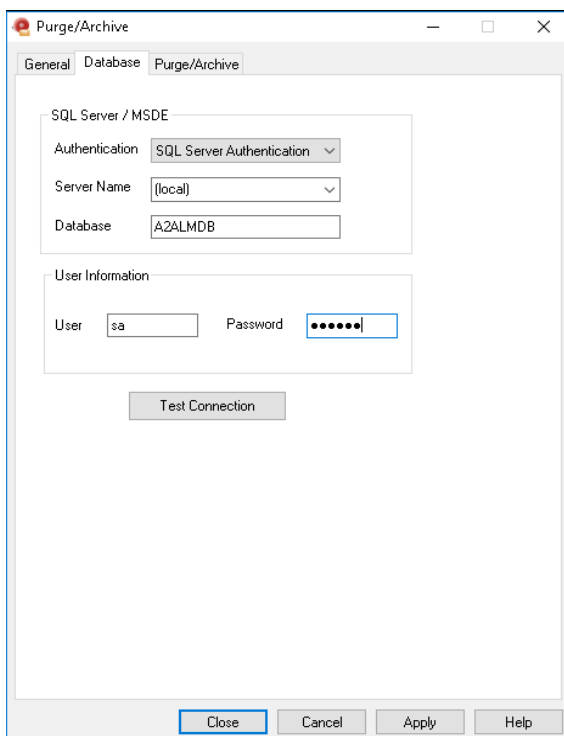 Purge/Archive
General Database Purge/Archive
SQL Server / MSDE
Authentication SQL Server Authentication
Server Name (local)
Database A2ALMDB
User Information
User sa Password ●●●●●●
Test Connection
Close Cancel Apply Help